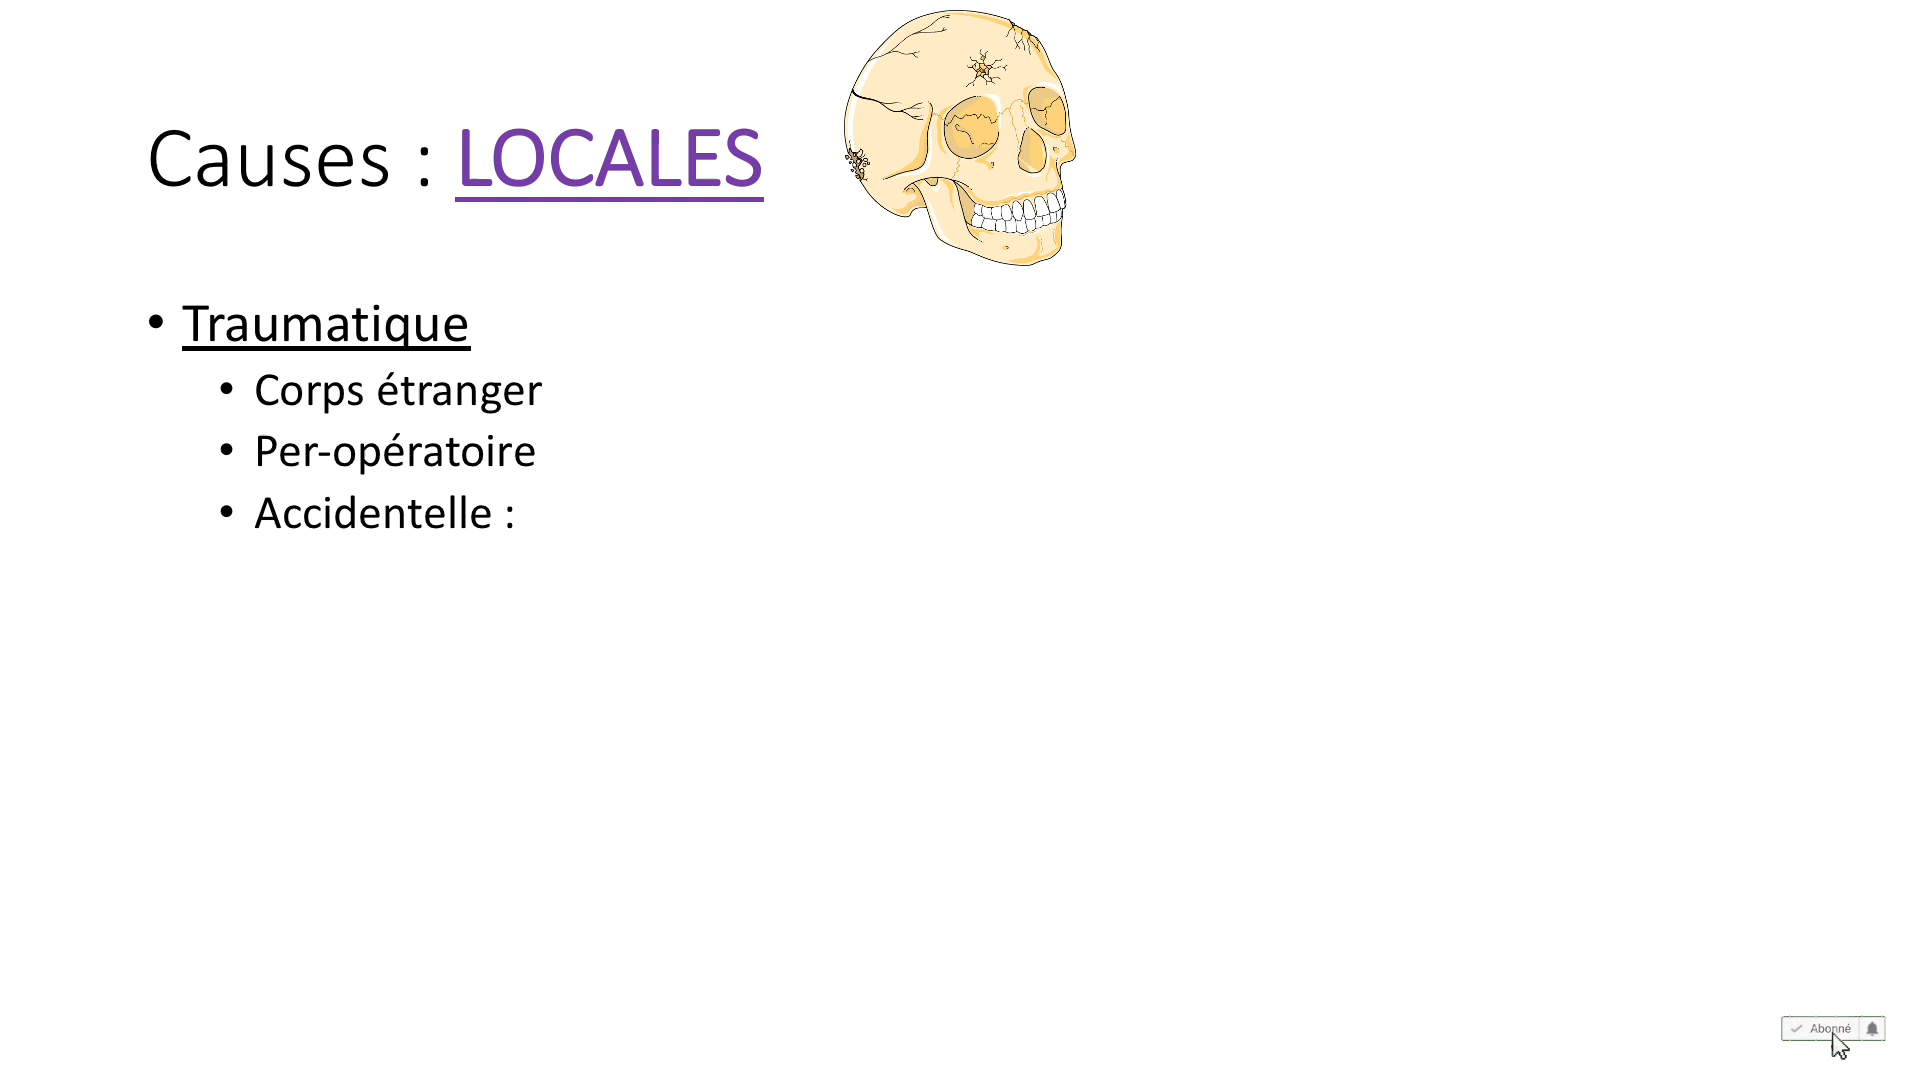 Causes : LOCALES
• Traumatique
• Corps étranger
• Per-opératoire
• Accidentelle :
Abonné